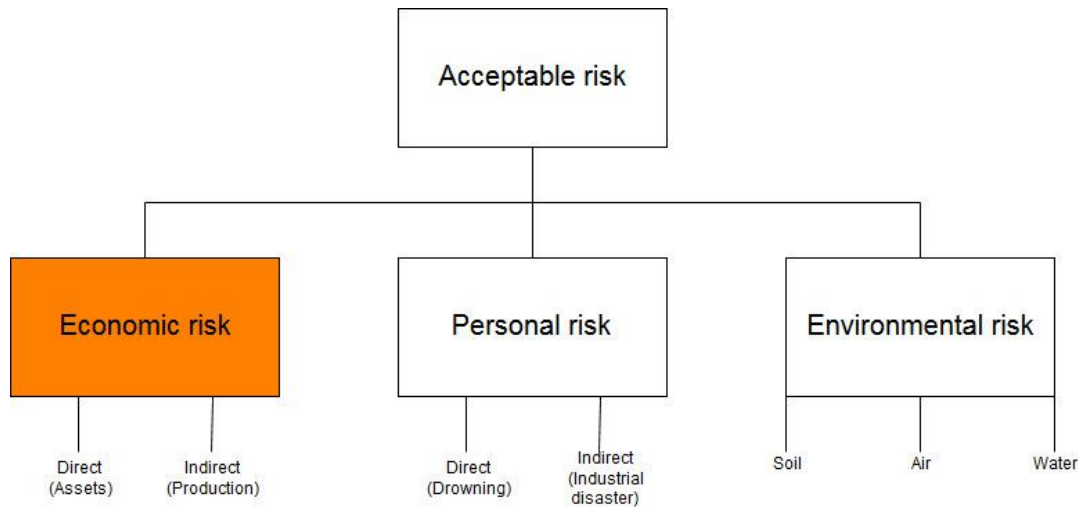 Acceptable risk
Economic risk
Personal risk
Environmental risk
Direct
(Assets)
Indirect
(Production)
Direct
(Drowning)
Indirect
(Industrial
disaster)
Soil
Air
Water